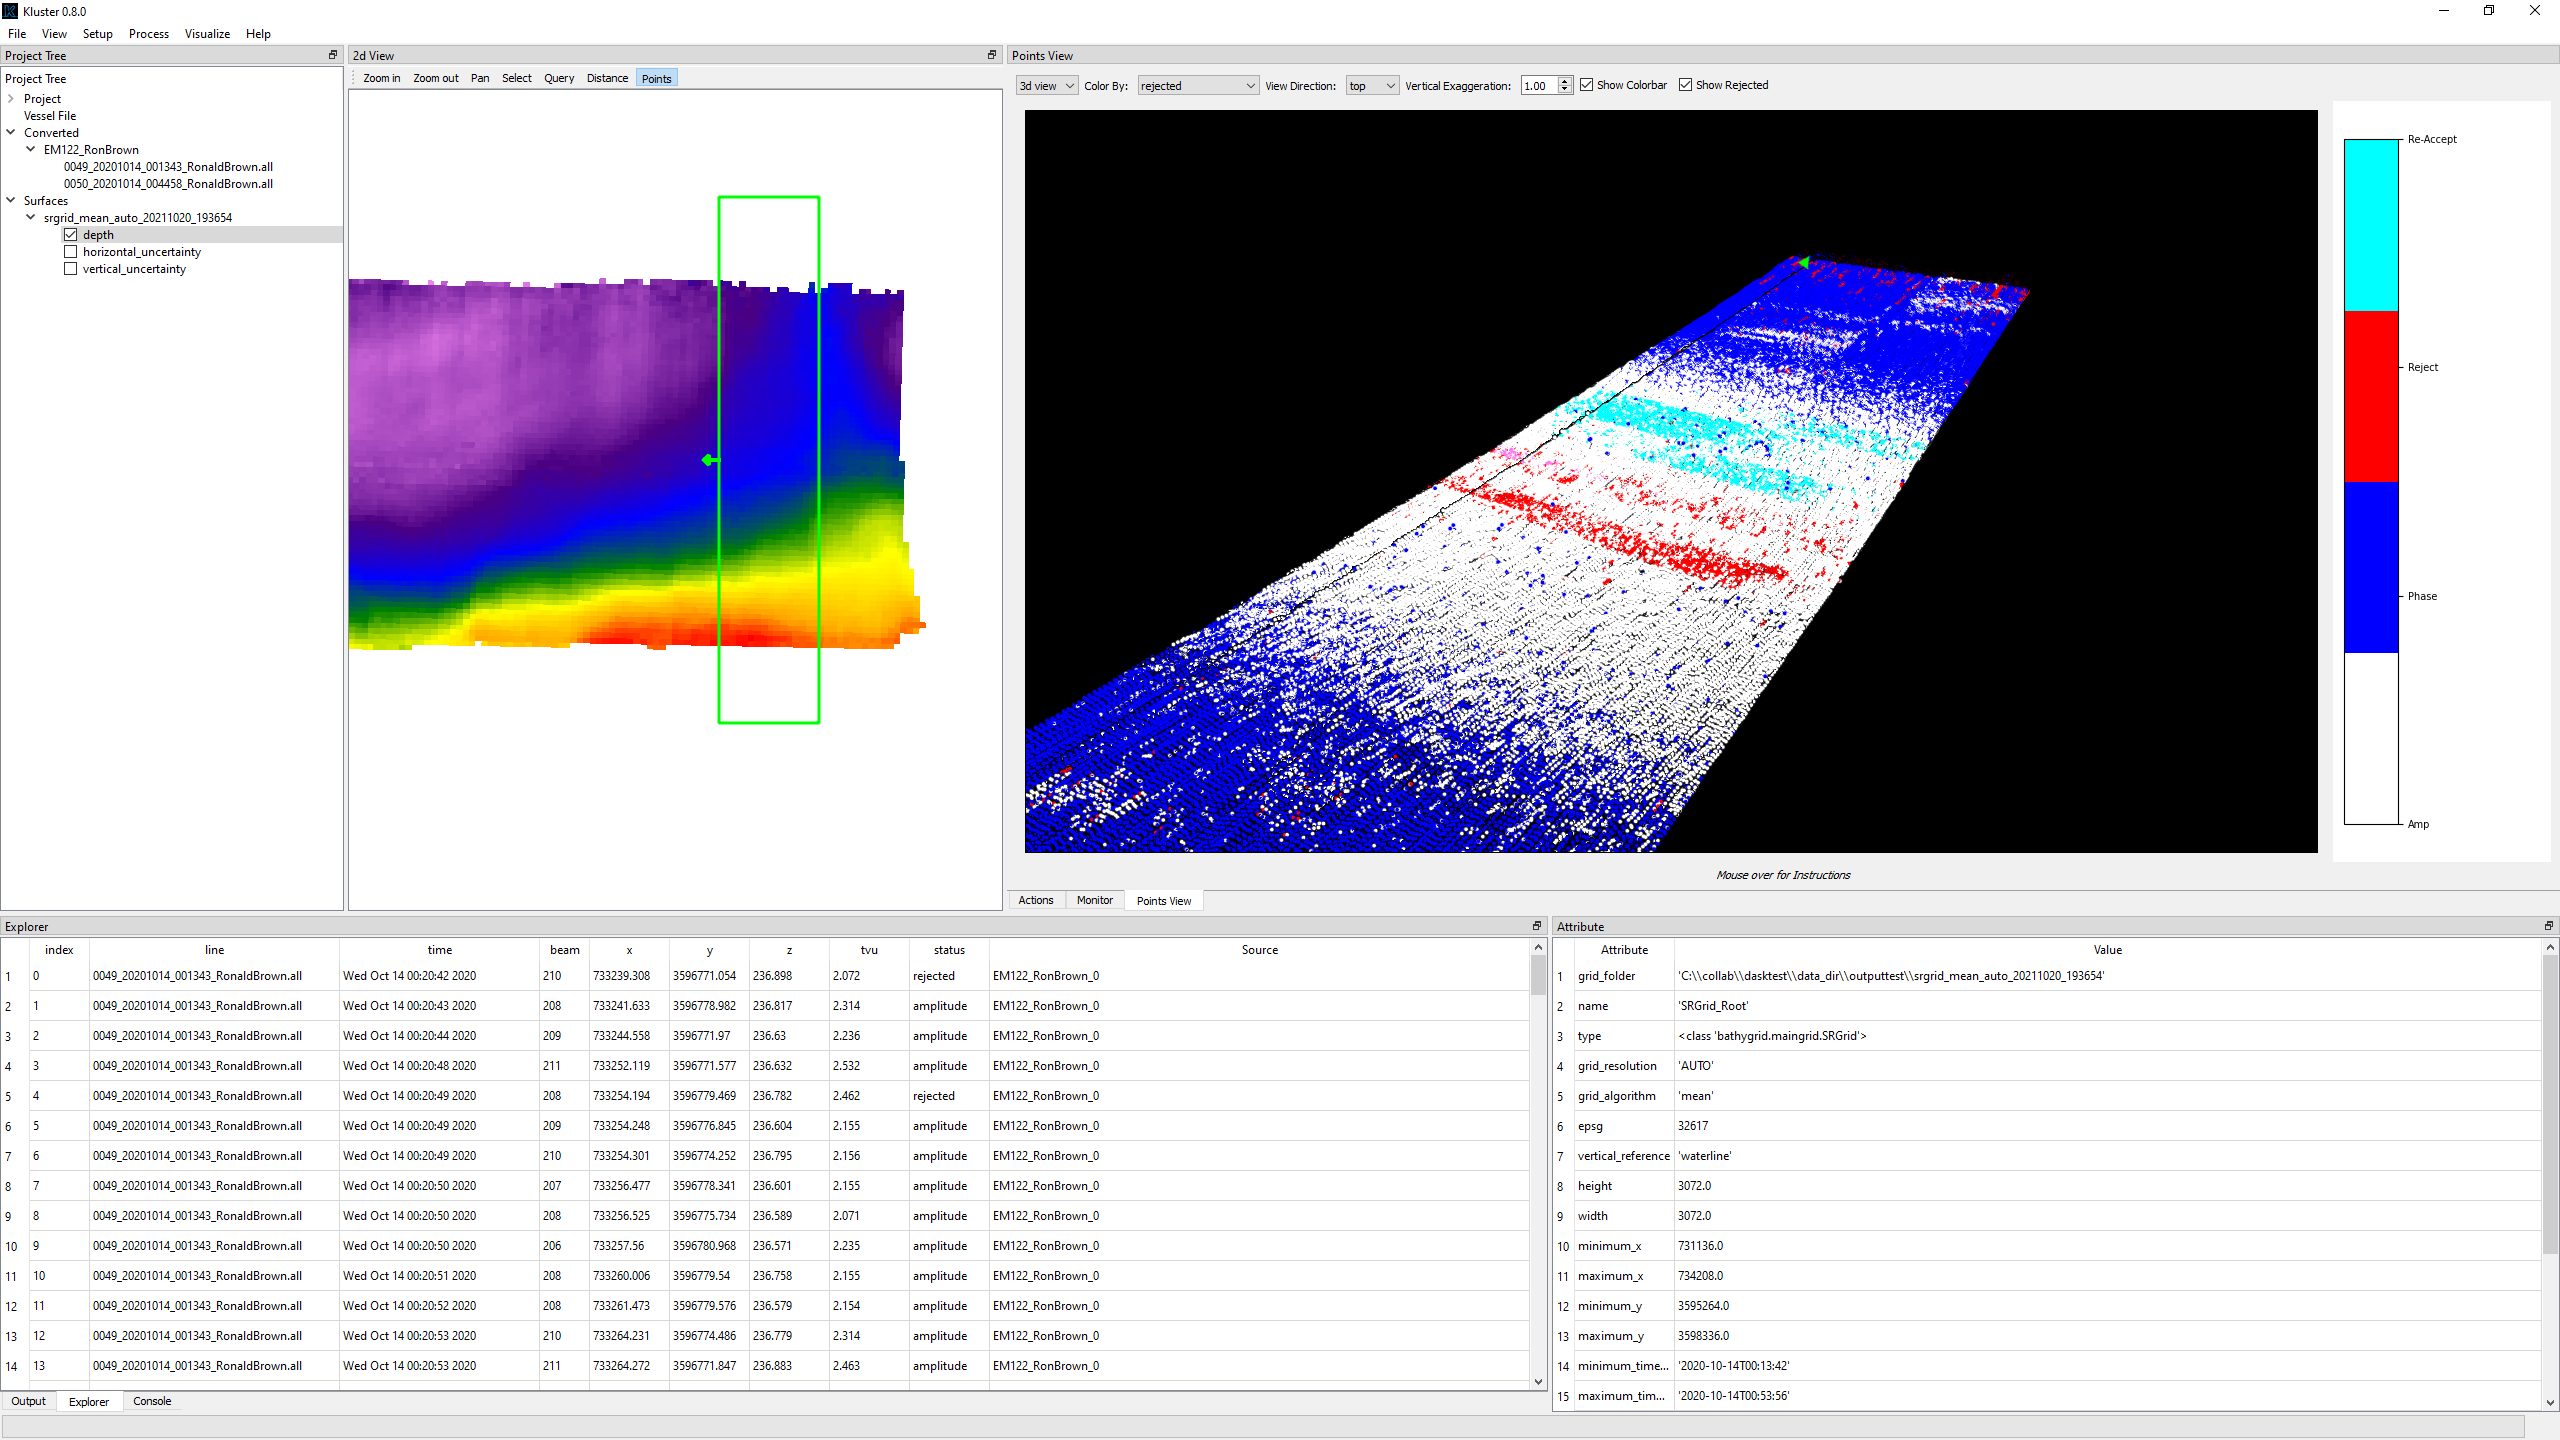 Kluster 0.8.0
File View Setup Process Visualize Help
Project Tree
Project Tree
Project
Vessel File
Converted
EM122_RonBrown
0049_20201014_001343_RonaldBrown.all
0050_20201014_004458_RonaldBrown.all
Surfaces
srgrid_mean_auto_20211020_193654
depth
horizontal_uncertainty
vertical_uncertainty
2d View
Zoom in Zoom out Pan Select Query Distance Points
Points View
3d view Color By: rejected View Direction: top Vertical Exaggeration: 1.00 Show Colorbar Show Rejected
Re-Accept
Reject
Phase
Amp
Mouse over for Instructions
Actions Monitor Points View
Explorer
index line time beam x y z tvu status Source
1 0 0049_20201014_001343_RonaldBrown.all Wed Oct 14 00:20:42 2020 210 733239.308 3596771.054 236.898 2.072 rejected EM122_RonBrown_0
2 1 0049_20201014_001343_RonaldBrown.all Wed Oct 14 00:20:43 2020 208 733241.633 3596778.982 236.817 2.314 amplitude EM122_RonBrown_0
3 2 0049_20201014_001343_RonaldBrown.all Wed Oct 14 00:20:44 2020 209 733244.558 3596771.97 236.63 2.236 amplitude EM122_RonBrown_0
4 3 0049_20201014_001343_RonaldBrown.all Wed Oct 14 00:20:48 2020 211 733252.119 3596771.577 236.632 2.532 amplitude EM122_RonBrown_0
5 4 0049_20201014_001343_RonaldBrown.all Wed Oct 14 00:20:49 2020 208 733254.194 3596779.469 236.782 2.462 rejected EM122_RonBrown_0
6 5 0049_20201014_001343_RonaldBrown.all Wed Oct 14 00:20:49 2020 209 733254.248 3596776.845 236.604 2.155 amplitude EM122_RonBrown_0
7 6 0049_20201014_001343_RonaldBrown.all Wed Oct 14 00:20:49 2020 210 733254.301 3596774.252 236.795 2.156 amplitude EM122_RonBrown_0
8 7 0049_20201014_001343_RonaldBrown.all Wed Oct 14 00:20:50 2020 207 733256.477 3596778.341 236.601 2.155 amplitude EM122_RonBrown_0
9 8 0049_20201014_001343_RonaldBrown.all Wed Oct 14 00:20:50 2020 208 733256.525 3596775.734 236.589 2.071 amplitude EM122_RonBrown_0
10 9 0049_20201014_001343_RonaldBrown.all Wed Oct 14 00:20:50 2020 206 733257.56 3596780.968 236.571 2.235 amplitude EM122_RonBrown_0
11 10 0049_20201014_001343_RonaldBrown.all Wed Oct 14 00:20:51 2020 208 733260.006 3596779.54 236.758 2.155 amplitude EM122_RonBrown_0
12 11 0049_20201014_001343_RonaldBrown.all Wed Oct 14 00:20:52 2020 208 733261.473 3596779.576 236.579 2.154 amplitude EM122_RonBrown_0
13 12 0049_20201014_001343_RonaldBrown.all Wed Oct 14 00:20:53 2020 210 733264.231 3596774.486 236.779 2.314 amplitude EM122_RonBrown_0
14 13 0049_20201014_001343_RonaldBrown.all Wed Oct 14 00:20:53 2020 211 733264.272 3596771.847 236.883 2.463 amplitude EM122_RonBrown_0
Output Explorer Console
Attribute
Attribute Value
1 grid_folder 'C:\\collab\\dasktest\\data_dir\\outputtest\\srgrid_mean_auto_20211020_193654'
2 name 'SRGrid_Root'
3 type <class 'bathygrid.maingrid.SRGrid'>
4 grid_resolution 'AUTO'
5 grid_algorithm 'mean'
6 epsg 32617
7 vertical_reference 'waterline'
8 height 3072.0
9 width 3072.0
10 minimum_x 731136.0
11 maximum_x 734208.0
12 minimum_y 3595264.0
13 maximum_y 3598336.0
14 minimum_time... '2020-10-14T00:13:42'
15 maximum_tim... '2020-10-14T00:53:56'